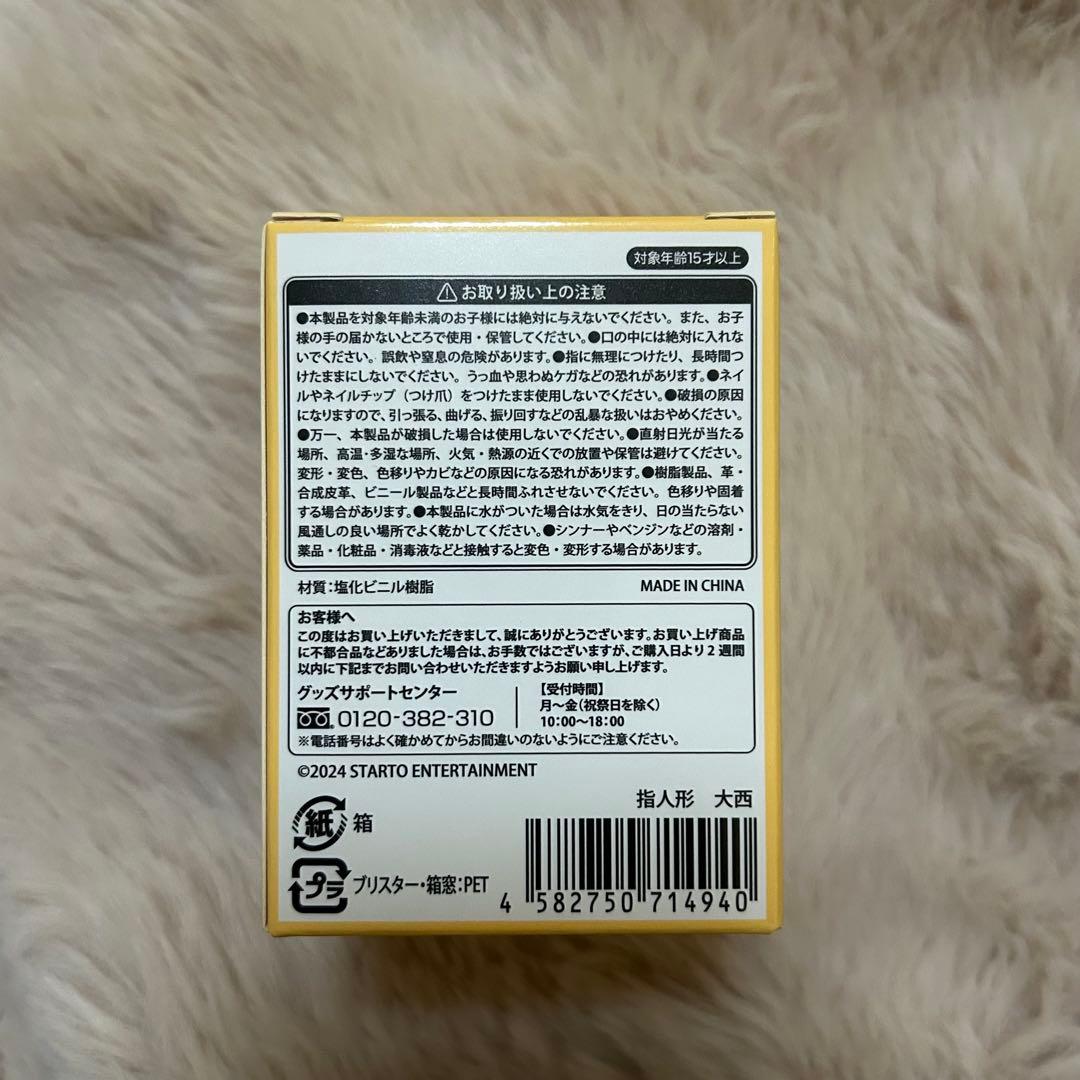 対象年齢15才以上
お取り扱い上の注意
●本製品を対象年齢未満のお子様には絶対に与えないでください。また、お子
様の手の届かないところで使用・保管してください。●口の中には絶対に入れな
いでください。誤飲や窒息の危険があります。●指に無理につけたり、長時間つ
けたままにしないでください。うっ血や思わぬケガなどの恐れがあります。●ネイ
ルやネイルチップ（つけ爪）をつけたまま使用しないでください。●破損の原因
になりますので、引っ張る、曲げる、振り回すなどの乱暴な扱いはおやめください。
●万一、本製品が破損した場合は使用しないでください。●直射日光が当たる
場所、高温・多湿な場所、火気・熱源の近くでの放置や保管は避けてください。
変形・変色、色移りやカビなどの原因になる恐れがあります。●樹脂製品、革・
合成皮革、ビニール製品などと長時間ふれさせないでください。色移りや固着
する場合があります。●本製品に水がついた場合は水気をきり、日の当たらない
風通しの良い場所でよく乾かしてください。●シンナーやベンジンなどの溶剤・
薬品・化粧品・消毒液などと接触すると変色・変形する場合があります。
材質：塩化ビニル樹脂 MADE IN CHINA
お客様へ
この度はお買い上げいただきまして、誠にありがとうございます。お買い上げ商品
に不都合品などありました場合は、お手数ではございますが、ご購入日より2週間
以内に下記までお問い合わせいただきますようお願い申し上げます。
グッズサポートセンター
0120-382-310
【受付時間】
月～金（祝祭日を除く）
10:00～18:00
※電話番号はよく確かめてからお間違いのないようにご注意ください。
©2024 STARTO ENTERTAINMENT
指人形 大西
紙 箱
プラ ブリスター・箱窓：PET
4 582750 714940